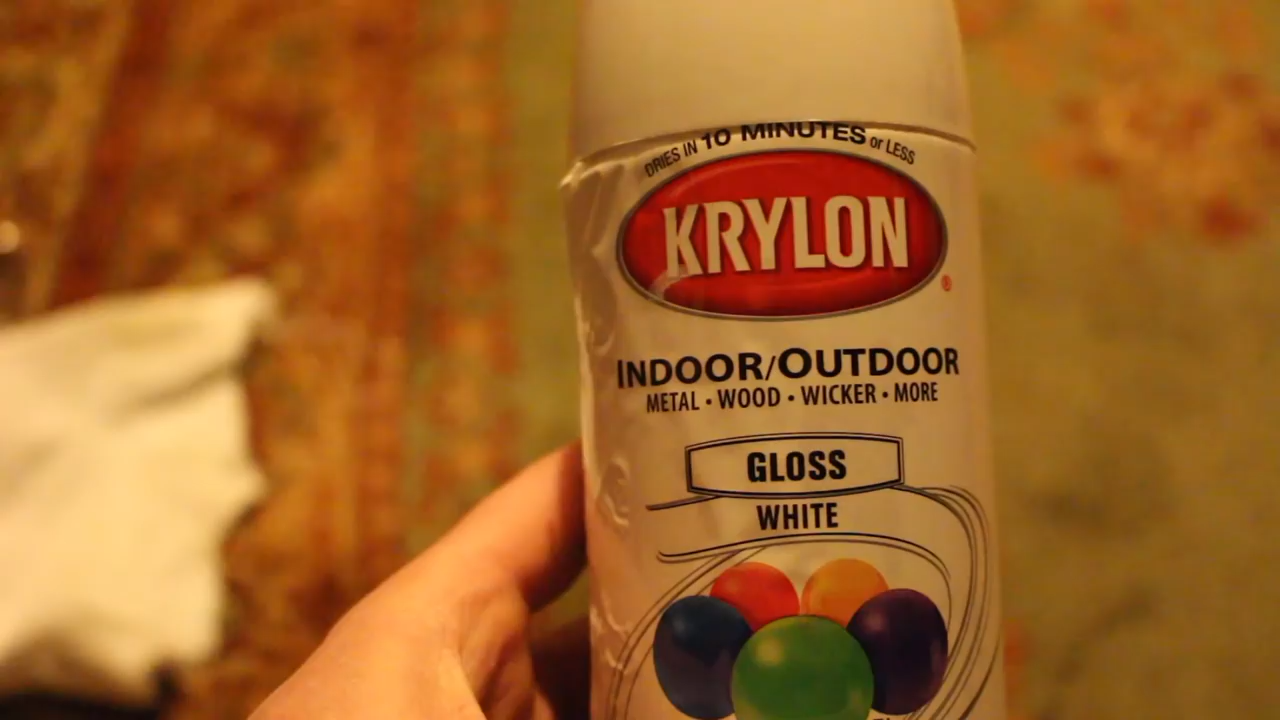 DRIES IN 10 MINUTES or LESS
KRYLON
®
INDOOR/OUTDOOR
METAL • WOOD • WICKER • MORE
GLOSS
WHITE